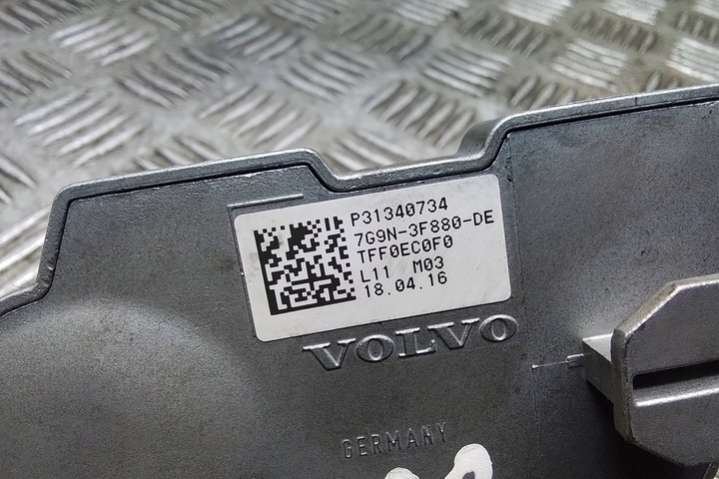 P31340734
7G9N-3F880-DE
TFF0EC0F0
L11 M03
18.04.16
VOLVO
GERMANY